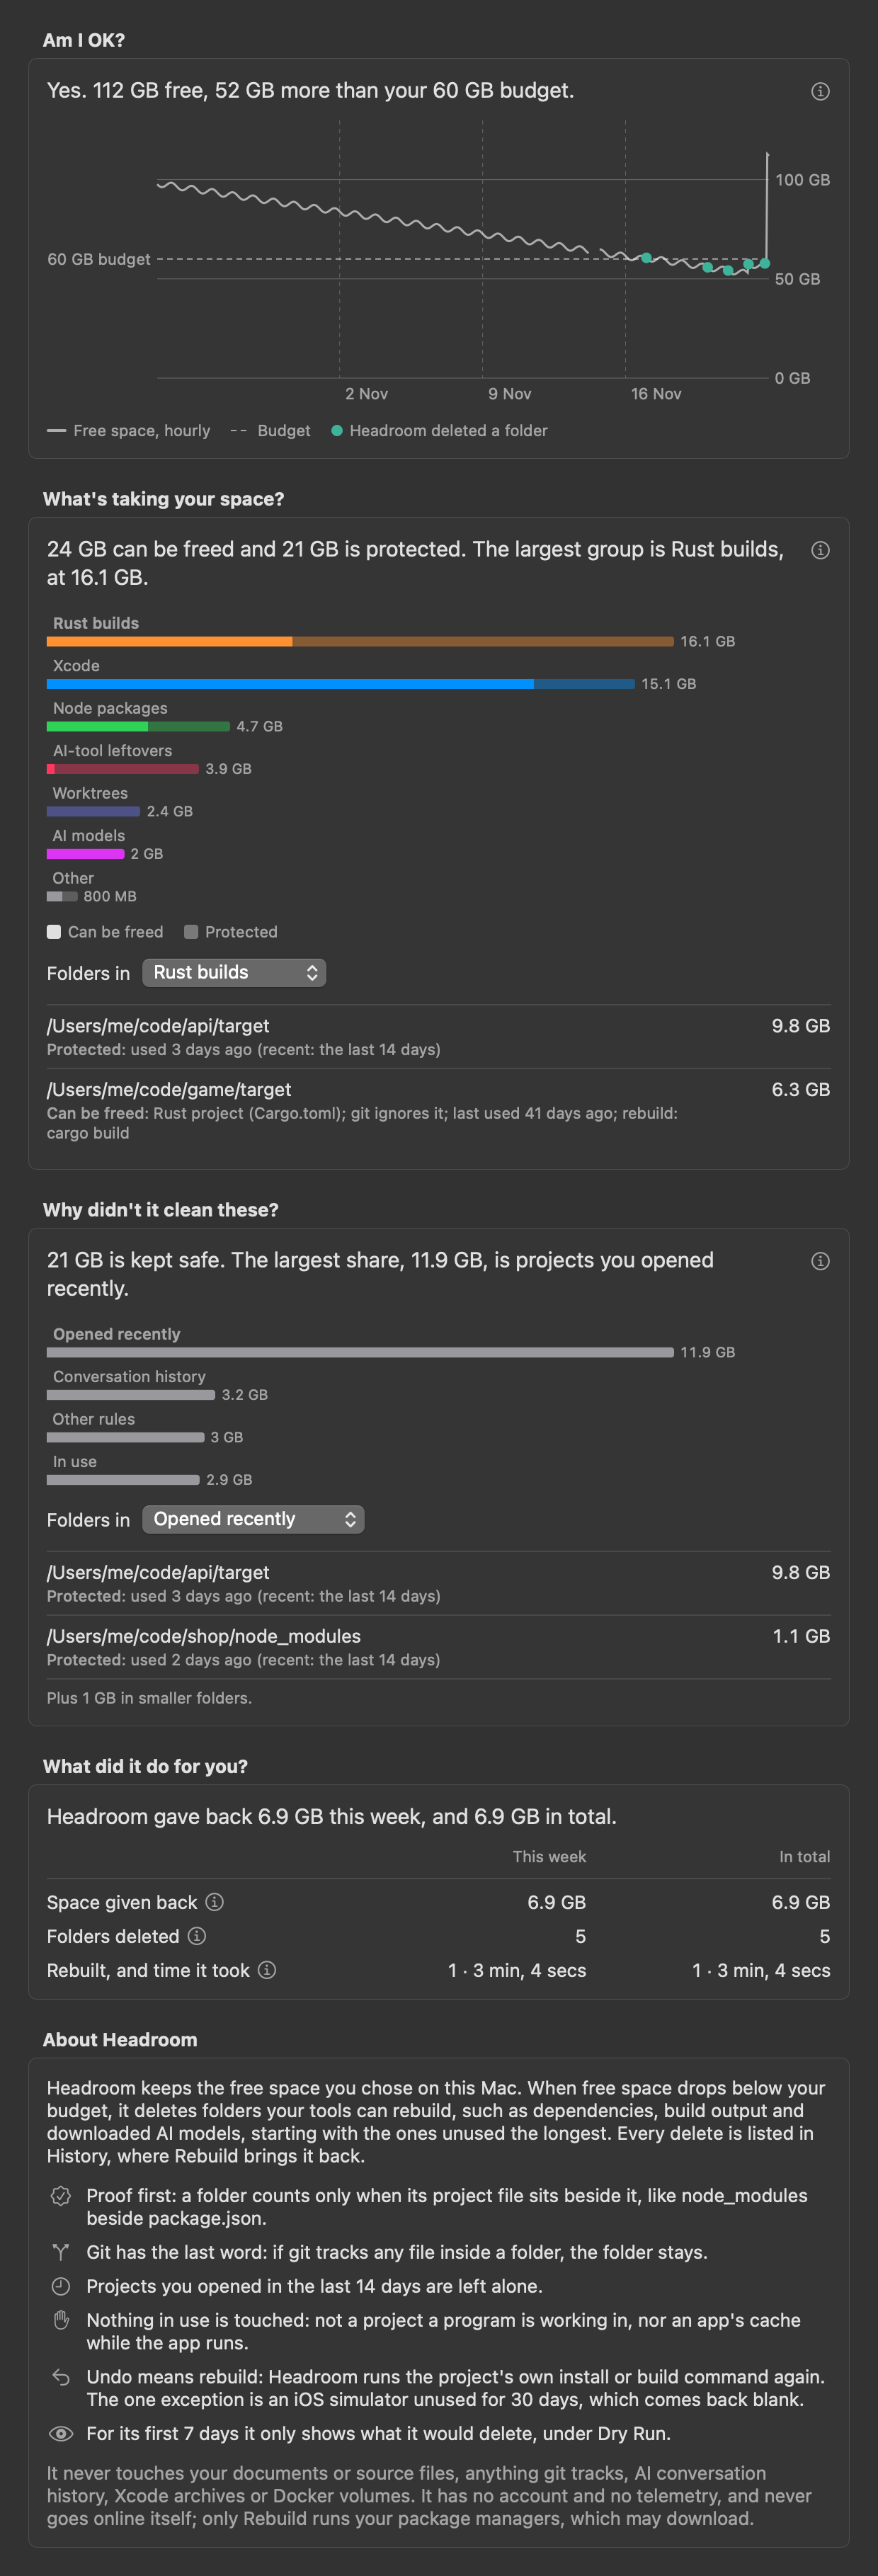 Am I OK?
Yes. 112 GB free, 52 GB more than your 60 GB budget.
100 GB
60 GB budget
50 GB
0 GB
2 Nov
9 Nov
16 Nov
Free space, hourly
Budget
Headroom deleted a folder
What's taking your space?
24 GB can be freed and 21 GB is protected. The largest group is Rust builds,
at 16.1 GB.
Rust builds
16.1 GB
Xcode
15.1 GB
Node packages
4.7 GB
AI-tool leftovers
3.9 GB
Worktrees
2.4 GB
AI models
2 GB
Other
800 MB
Can be freed
Protected
Folders in
Rust builds
/Users/me/code/api/target
9.8 GB
Protected: used 3 days ago (recent: the last 14 days)
/Users/me/code/game/target
6.3 GB
Can be freed: Rust project (Cargo.toml); git ignores it; last used 41 days ago; rebuild:
cargo build
Why didn't it clean these?
21 GB is kept safe. The largest share, 11.9 GB, is projects you opened
recently.
Opened recently
11.9 GB
Conversation history
3.2 GB
Other rules
3 GB
In use
2.9 GB
Folders in
Opened recently
/Users/me/code/api/target
9.8 GB
Protected: used 3 days ago (recent: the last 14 days)
/Users/me/code/shop/node_modules
1.1 GB
Protected: used 2 days ago (recent: the last 14 days)
Plus 1 GB in smaller folders.
What did it do for you?
Headroom gave back 6.9 GB this week, and 6.9 GB in total.
This week
In total
Space given back
6.9 GB
6.9 GB
Folders deleted
5
5
Rebuilt, and time it took
1 · 3 min, 4 secs
1 · 3 min, 4 secs
About Headroom
Headroom keeps the free space you chose on this Mac. When free space drops below your
budget, it deletes folders your tools can rebuild, such as dependencies, build output and
downloaded AI models, starting with the ones unused the longest. Every delete is listed in
History, where Rebuild brings it back.
Proof first: a folder counts only when its project file sits beside it, like node_modules
beside package.json.
Git has the last word: if git tracks any file inside a folder, the folder stays.
Projects you opened in the last 14 days are left alone.
Nothing in use is touched: not a project a program is working in, nor an app's cache
while the app runs.
Undo means rebuild: Headroom runs the project's own install or build command again.
The one exception is an iOS simulator unused for 30 days, which comes back blank.
For its first 7 days it only shows what it would delete, under Dry Run.
It never touches your documents or source files, anything git tracks, AI conversation
history, Xcode archives or Docker volumes. It has no account and no telemetry, and never
goes online itself; only Rebuild runs your package managers, which may download.